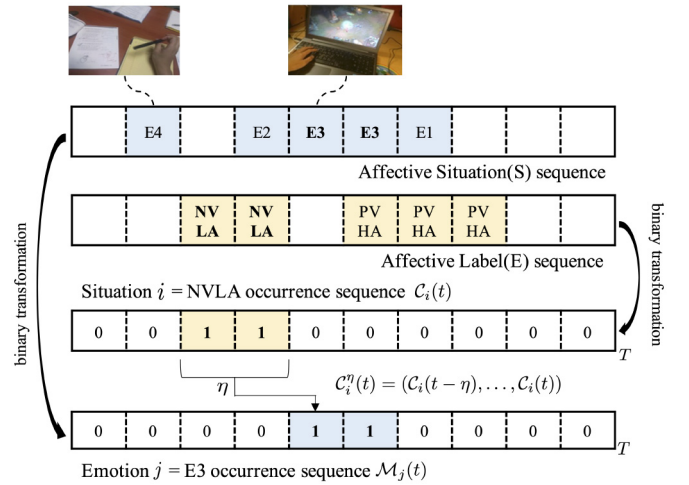 E4 E2 E3 E3 E1
Affective Situation(S) sequence
NV NV PV PV PV
LA LA HA HA HA
Affective Label(E) sequence
binary transformation
binary transformation
Situation i = NVLA occurrence sequence 𝒞ᵢ(t)
0 0 1 1 0 0 0 0 0 0
T
η
𝒞ᵢ^η(t) = (𝒞ᵢ(t − η), . . . , 𝒞ᵢ(t))
0 0 0 0 1 1 0 0 0 0
T
Emotion j = E3 occurrence sequence ℳⱼ(t)